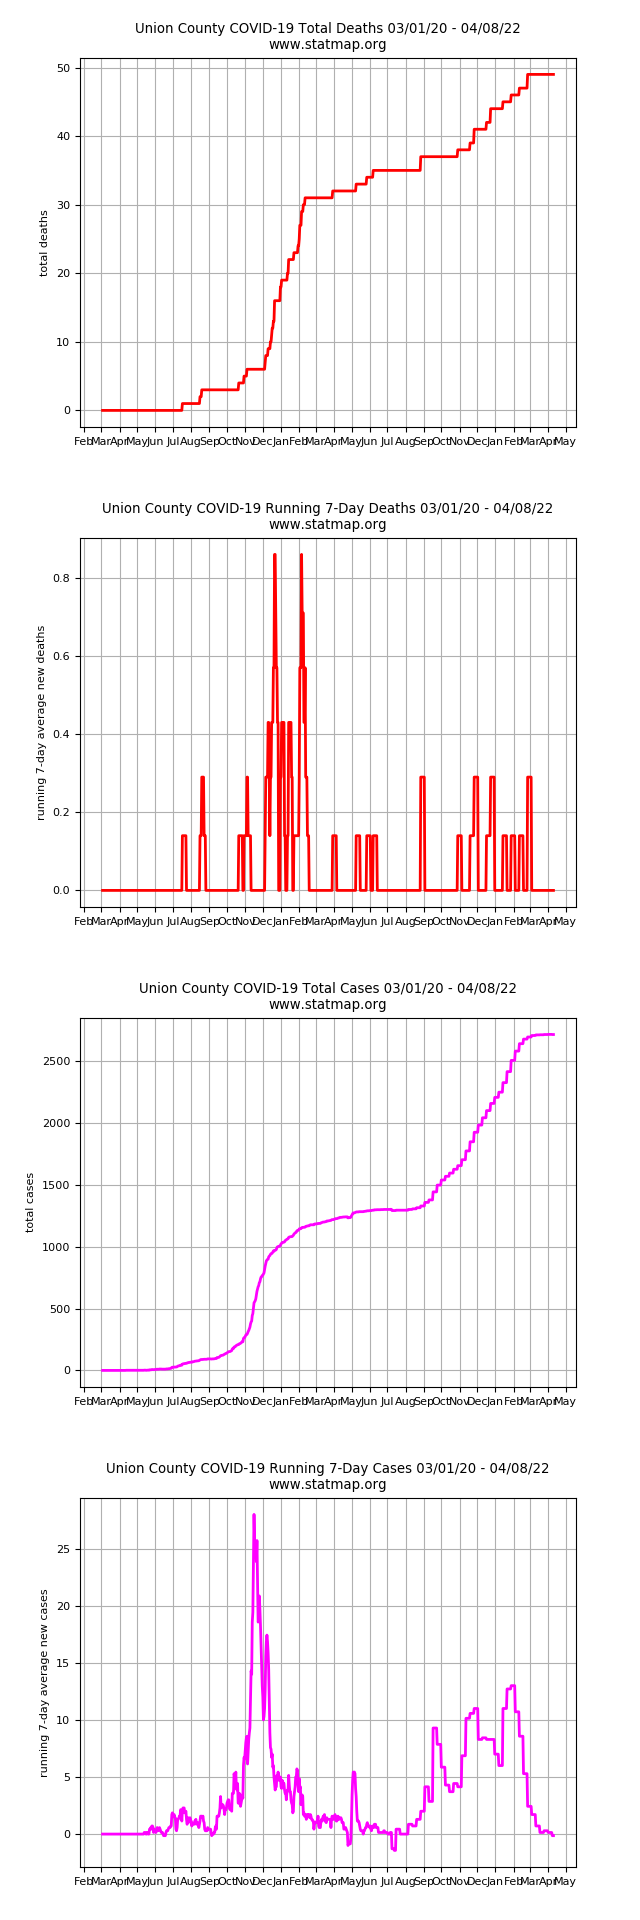 Union County COVID-19 Total Deaths 03/01/20 - 04/08/22
www.statmap.org
50
40
30
20
10
0
total deaths
Feb Mar Apr May Jun Jul Aug Sep Oct Nov Dec Jan Feb Mar Apr May Jun Jul Aug Sep Oct Nov Dec Jan Feb Mar Apr May
Union County COVID-19 Running 7-Day Deaths 03/01/20 - 04/08/22
www.statmap.org
0.8
0.6
0.4
0.2
0.0
running 7-day average new deaths
Feb Mar Apr May Jun Jul Aug Sep Oct Nov Dec Jan Feb Mar Apr May Jun Jul Aug Sep Oct Nov Dec Jan Feb Mar Apr May
Union County COVID-19 Total Cases 03/01/20 - 04/08/22
www.statmap.org
2500
2000
1500
1000
500
0
total cases
Feb Mar Apr May Jun Jul Aug Sep Oct Nov Dec Jan Feb Mar Apr May Jun Jul Aug Sep Oct Nov Dec Jan Feb Mar Apr May
Union County COVID-19 Running 7-Day Cases 03/01/20 - 04/08/22
www.statmap.org
25
20
15
10
5
0
running 7-day average new cases
Feb Mar Apr May Jun Jul Aug Sep Oct Nov Dec Jan Feb Mar Apr May Jun Jul Aug Sep Oct Nov Dec Jan Feb Mar Apr May